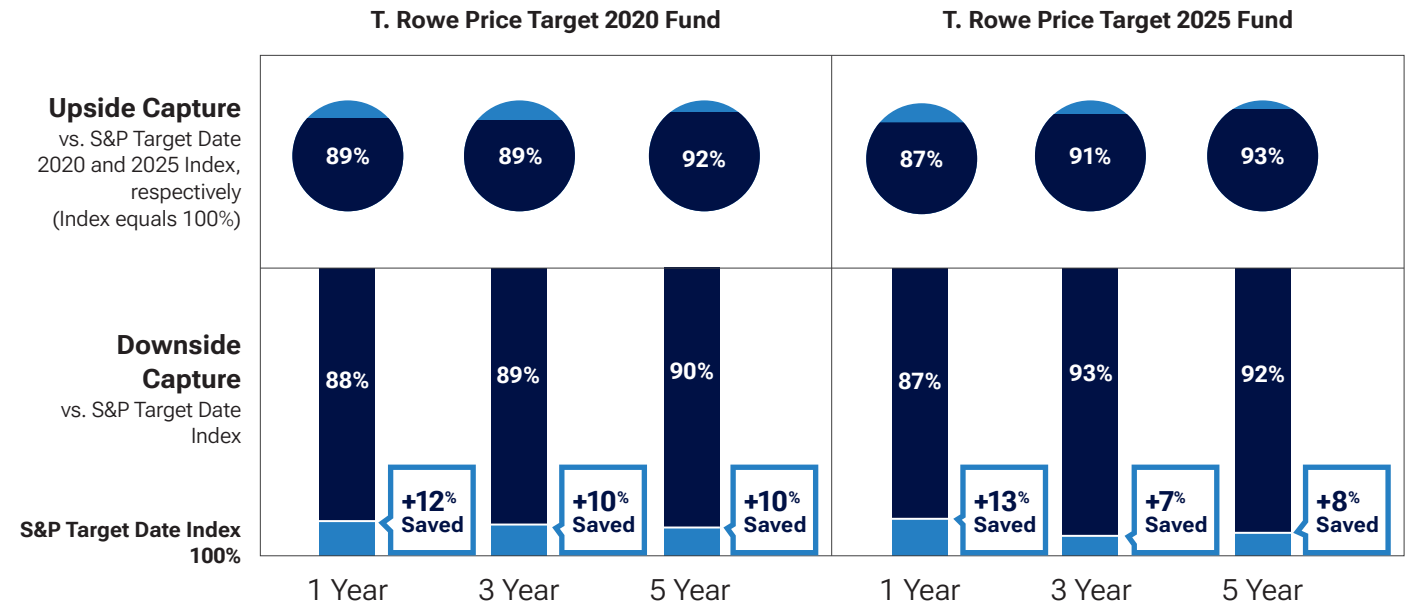 T. Rowe Price Target 2020 Fund
T. Rowe Price Target 2025 Fund
Upside Capture
vs. S&P Target Date
2020 and 2025 Index,
respectively
(Index equals 100%)
89%
89%
92%
87%
91%
93%
Downside
Capture
vs. S&P Target Date
Index
88%
89%
90%
87%
93%
92%
+12%
Saved
+10%
Saved
+10%
Saved
+13%
Saved
+7%
Saved
+8%
Saved
S&P Target Date Index
100%
1 Year
3 Year
5 Year
1 Year
3 Year
5 Year